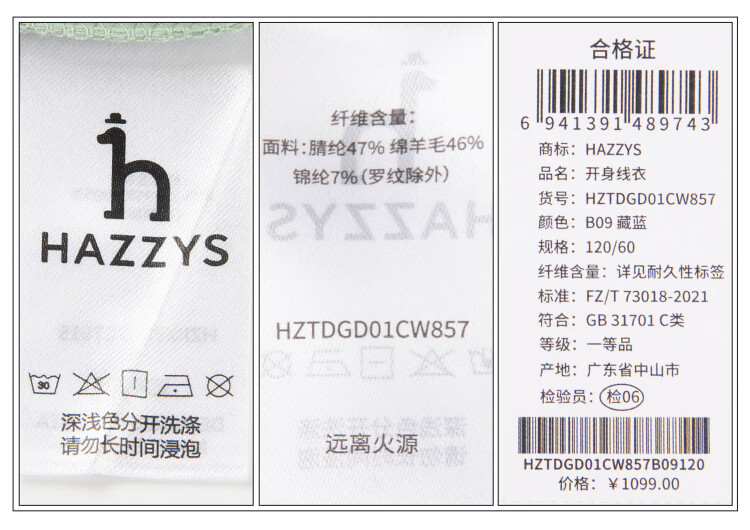 HAZZYS
30
深浅色分开洗涤
请勿长时间浸泡
纤维含量：
面料：腈纶47% 绵羊毛46%
锦纶7%（罗纹除外）
HZTDGD01CW857
远离火源
合格证
6 941391 489743
商标：HAZZYS
品名：开身线衣
货号：HZTDGD01CW857
颜色：B09 藏蓝
规格：120/60
纤维含量：详见耐久性标签
标准：FZ/T 73018-2021
符合：GB 31701 C类
等级：一等品
产地：广东省中山市
检验员：检06
HZTDGD01CW857B09120
价格：￥1099.00